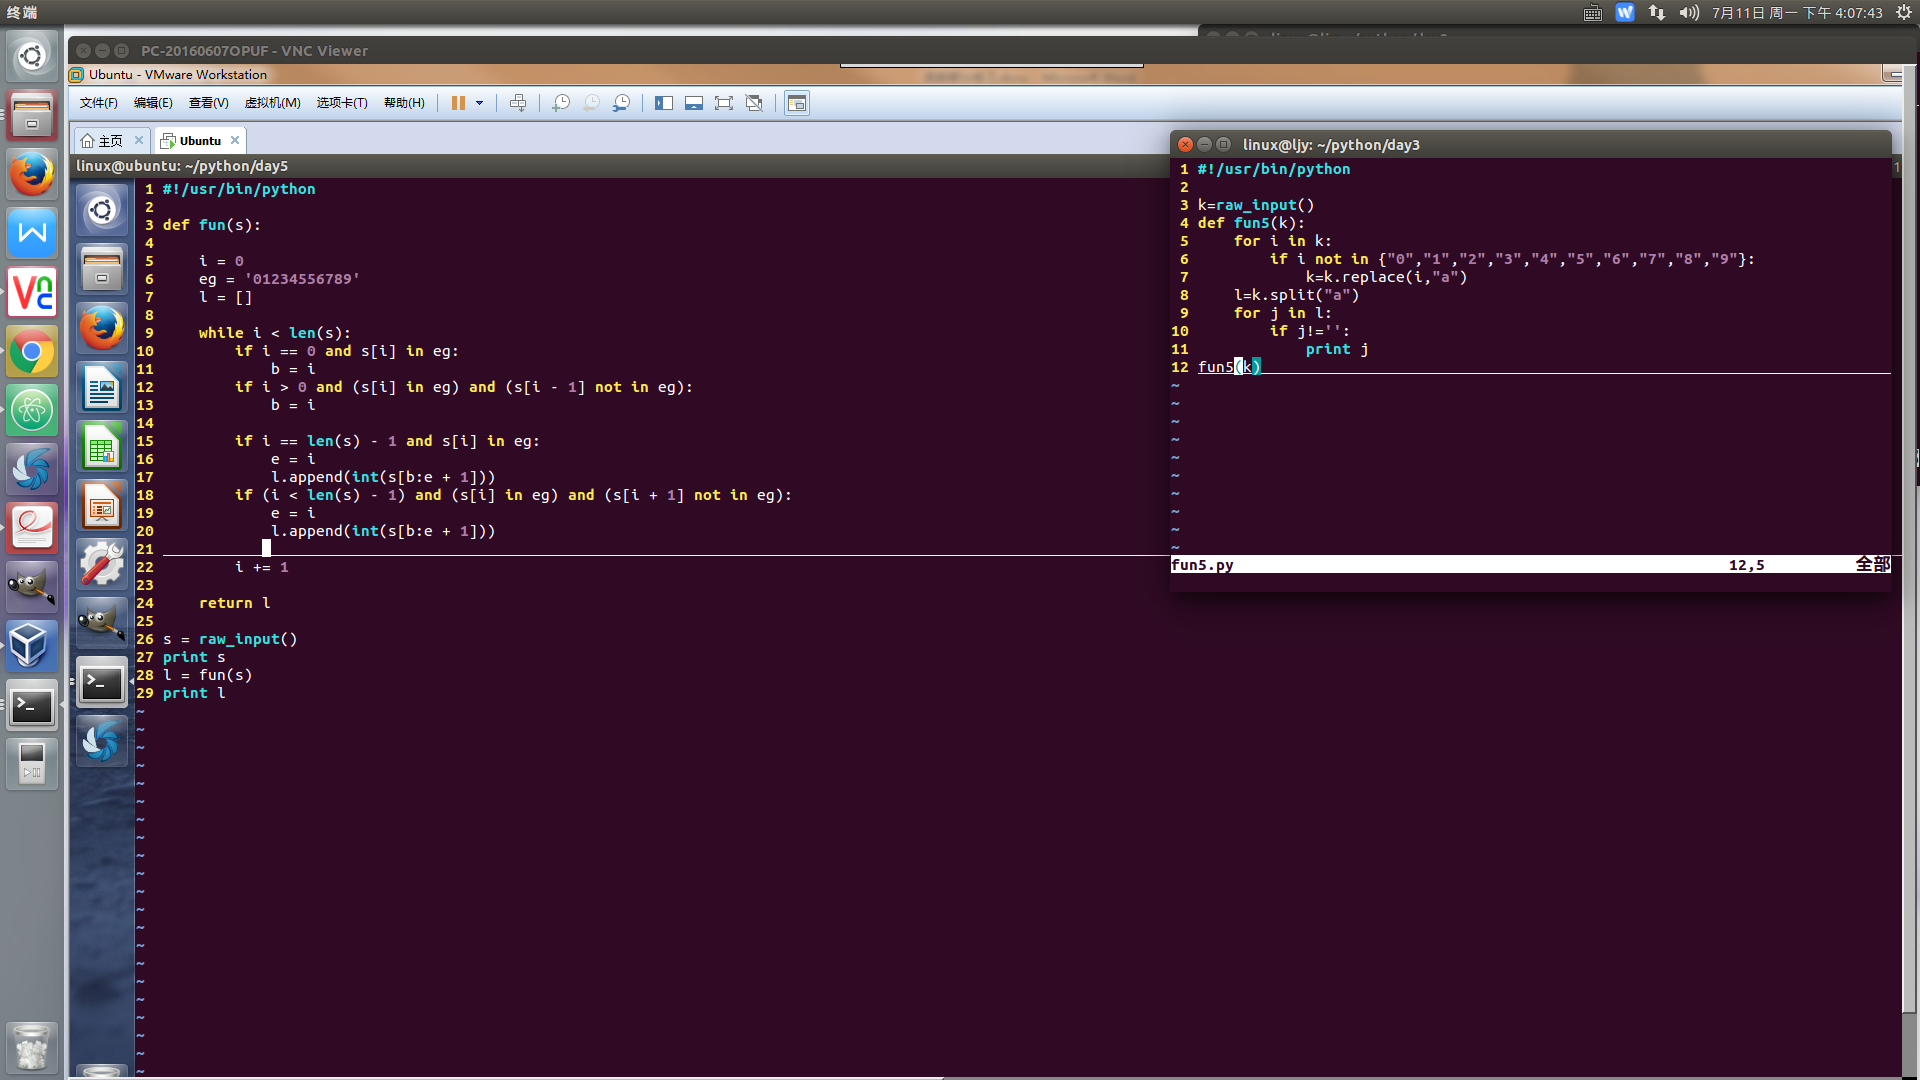 终端
7月11日 周一 下午 4:07:43
PC-20160607OPUF - VNC Viewer
Ubuntu - VMware Workstation
文件(F) 编辑(E) 查看(V) 虚拟机(M) 选项卡(T) 帮助(H)
主页 Ubuntu
linux@ubuntu: ~/python/day5
1 #!/usr/bin/python
2
3 def fun(s):
4
5     i = 0
6     eg = '01234556789'
7     l = []
8
9     while i < len(s):
10         if i == 0 and s[i] in eg:
11             b = i
12         if i > 0 and (s[i] in eg) and (s[i - 1] not in eg):
13             b = i
14
15         if i == len(s) - 1 and s[i] in eg:
16             e = i
17             l.append(int(s[b:e + 1]))
18         if (i < len(s) - 1) and (s[i] in eg) and (s[i + 1] not in eg):
19             e = i
20             l.append(int(s[b:e + 1]))
21
22         i += 1
23
24     return l
25
26 s = raw_input()
27 print s
28 l = fun(s)
29 print l
linux@ljy: ~/python/day3
1 #!/usr/bin/python
2
3 k=raw_input()
4 def fun5(k):
5     for i in k:
6         if i not in {"0","1","2","3","4","5","6","7","8","9"}:
7             k=k.replace(i,"a")
8     l=k.split("a")
9     for j in l:
10         if j!='':
11             print j
12 fun5(k)
~
~
~
~
~
~
~
~
~
~
fun5.py 12,5 全部